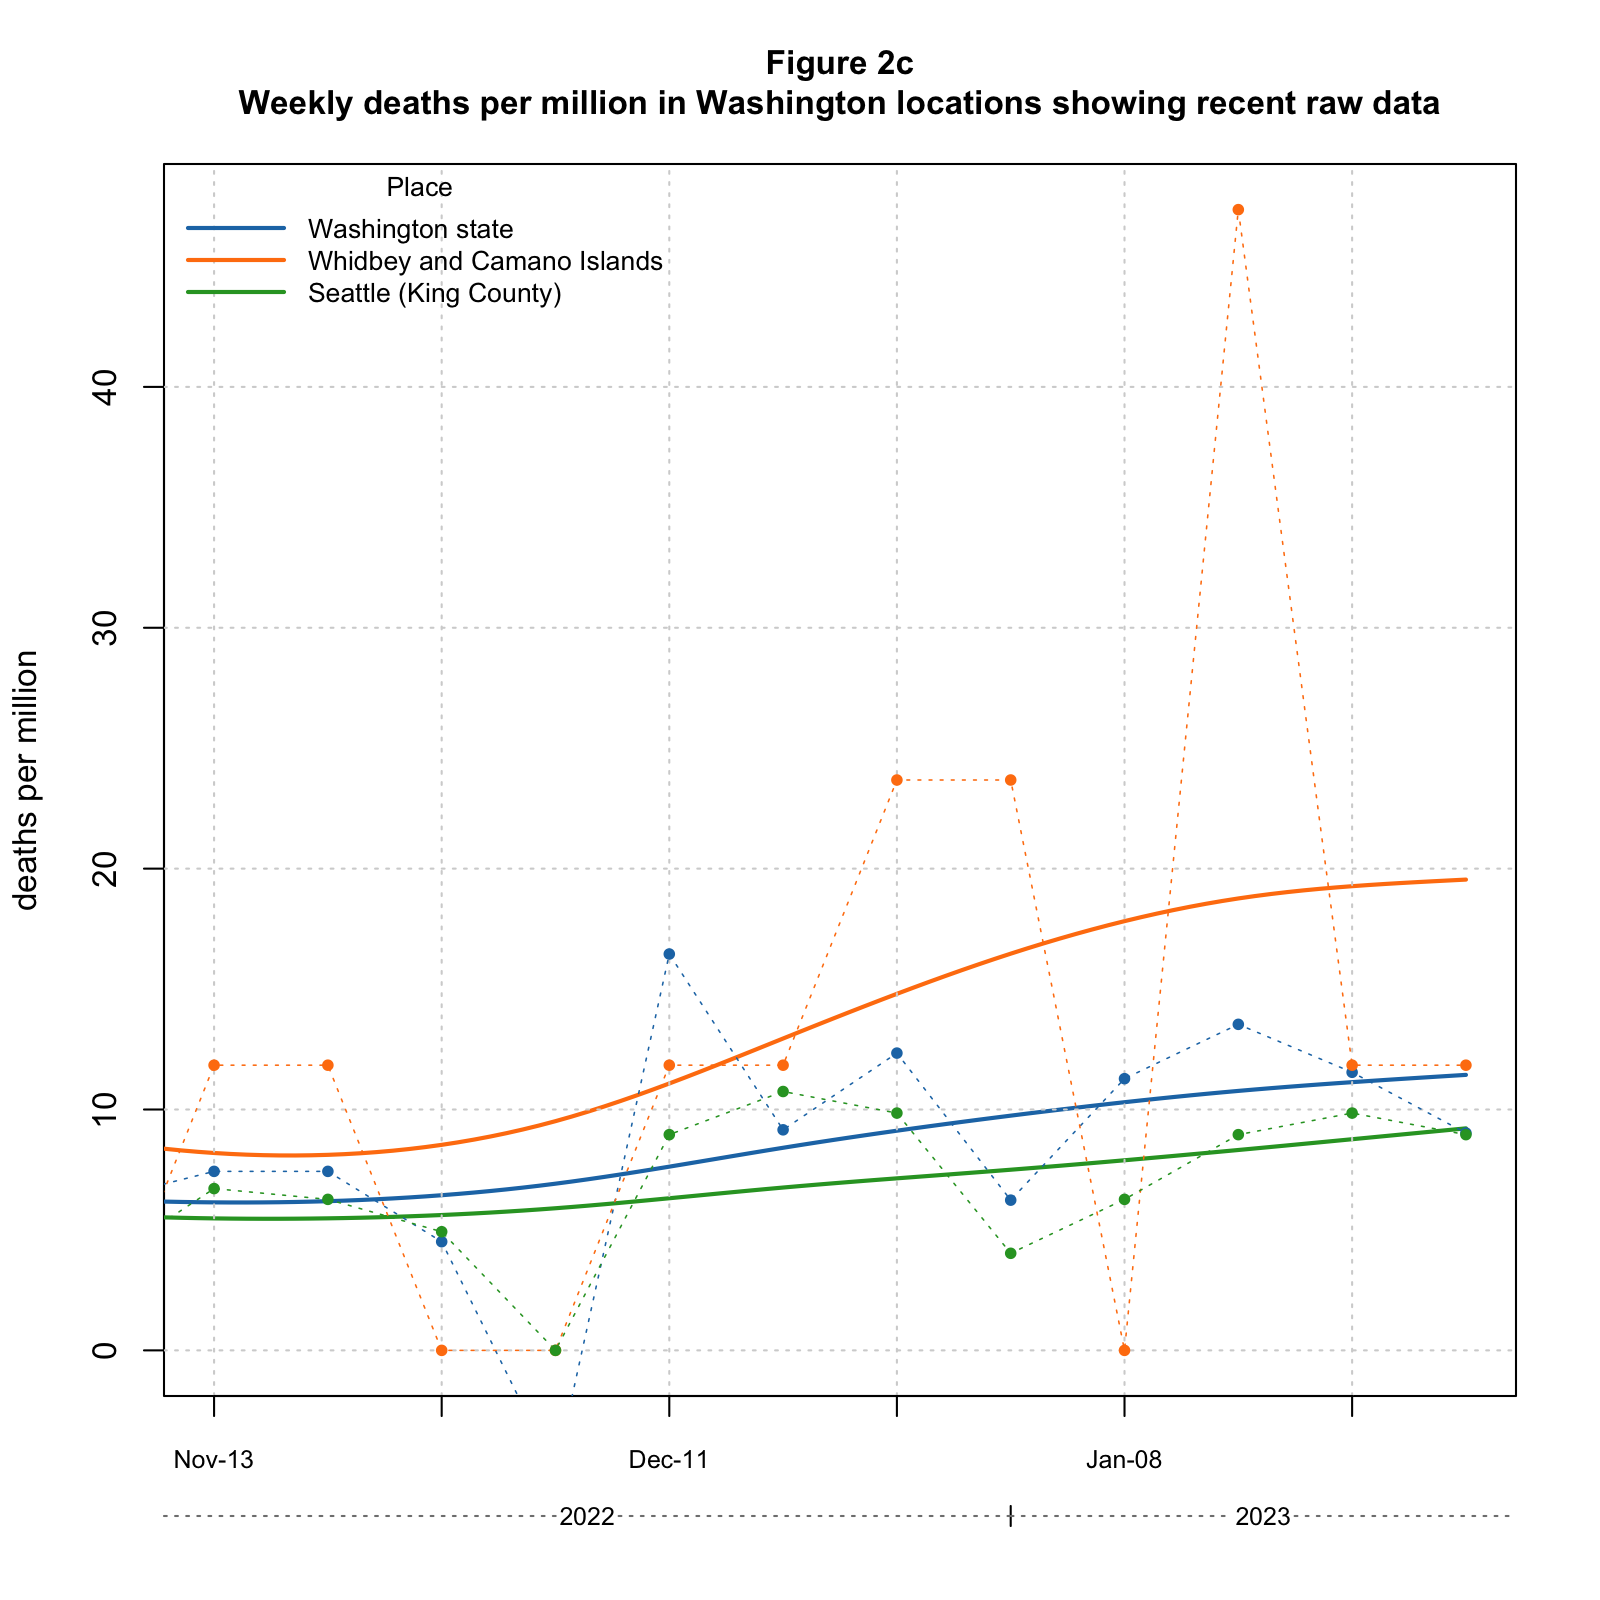 Figure 2c
Weekly deaths per million in Washington locations showing recent raw data
Place
Washington state
Whidbey and Camano Islands
Seattle (King County)
deaths per million
40
30
20
10
0
Nov-13 Dec-11 Jan-08
2022 2023